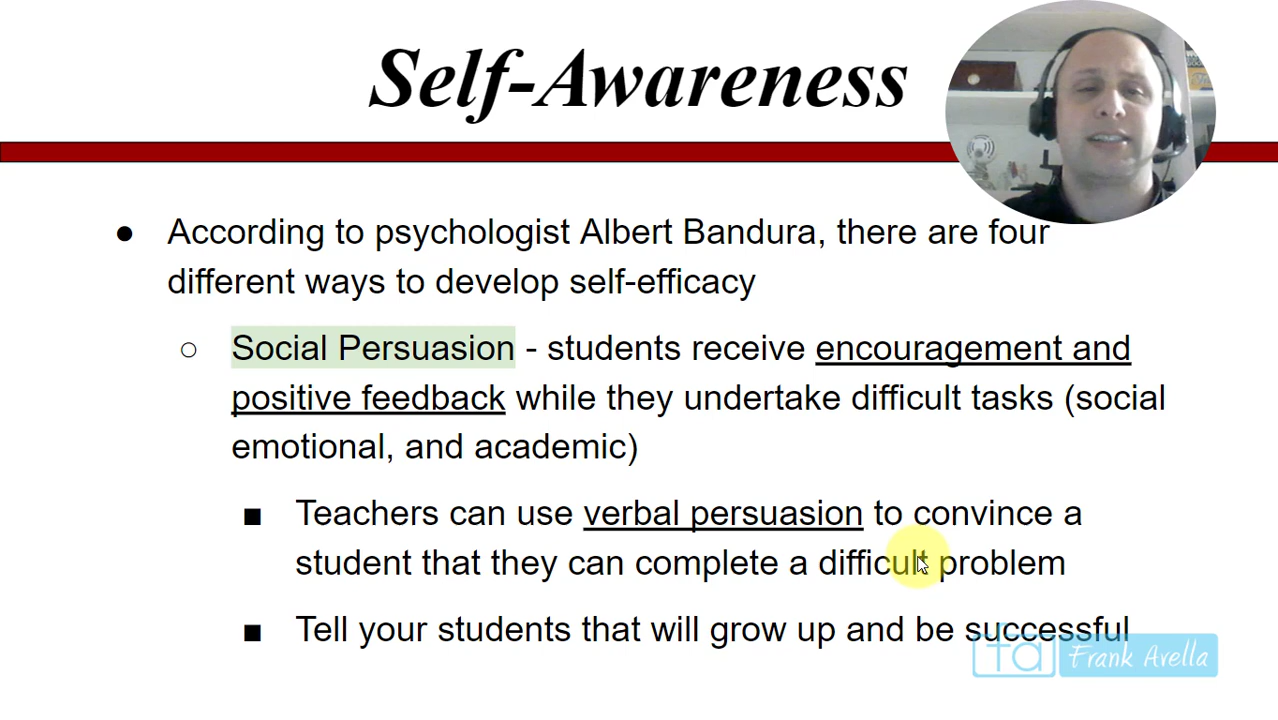 Self-Awareness
● According to psychologist Albert Bandura, there are four
different ways to develop self-efficacy
○ Social Persuasion - students receive encouragement and
positive feedback while they undertake difficult tasks (social
emotional, and academic)
■ Teachers can use verbal persuasion to convince a
student that they can complete a difficult problem
■ Tell your students that will grow up and be successful
fa Frank Avella